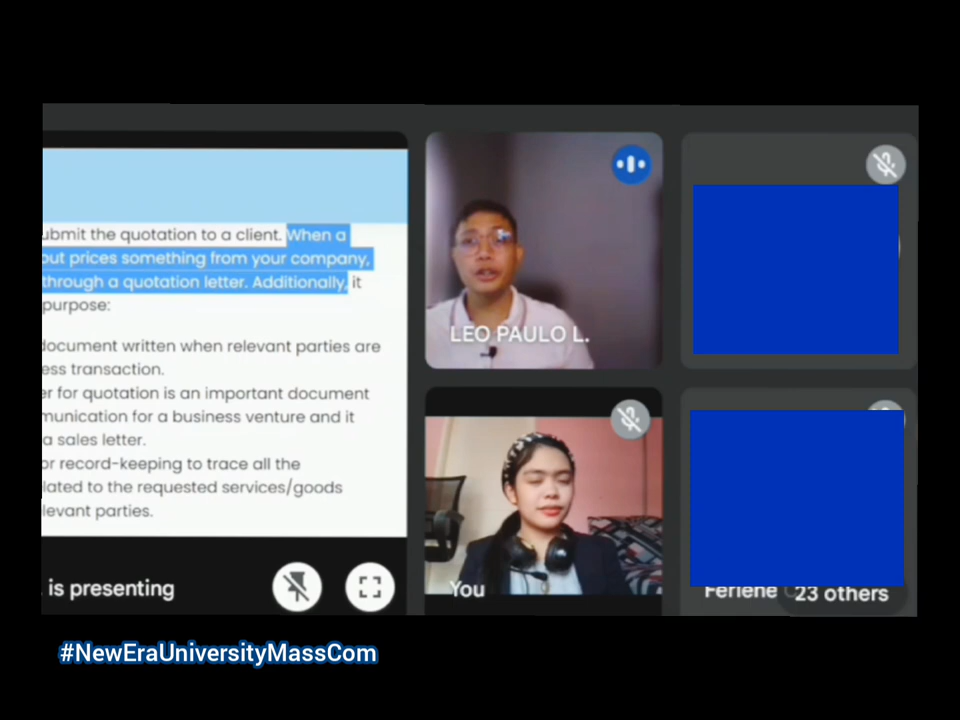 ubmit the quotation to a client. When a
out prices something from your company,
through a quotation letter. Additionally, it
purpose:
document written when relevant parties are
ess transaction.
er for quotation is an important document
munication for a business venture and it
a sales letter.
or record-keeping to trace all the
lated to the requested services/goods
levant parties.
is presenting
LEO PAULO L.
You
Ferlene
23 others
#NewEraUniversityMassCom